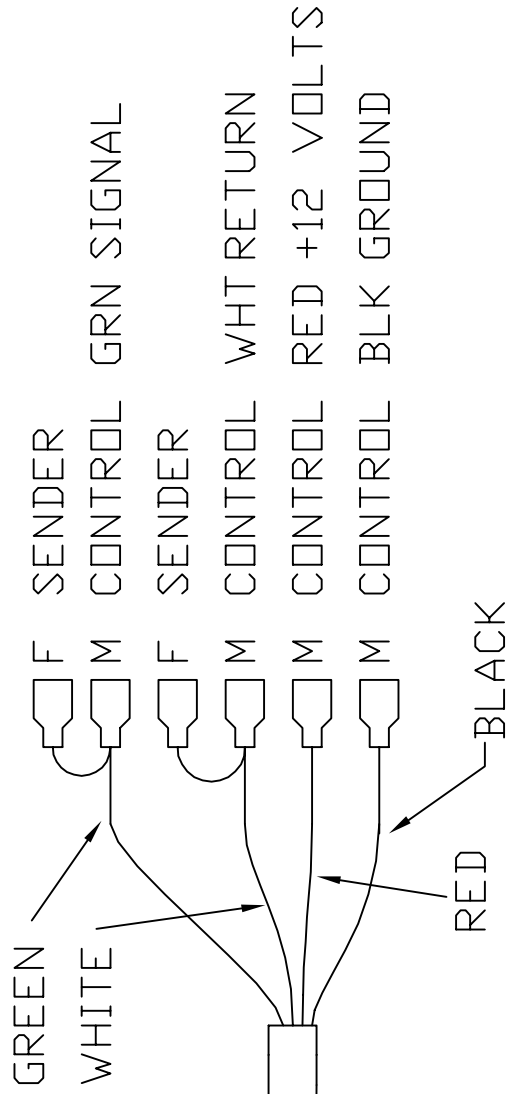 GREEN
WHITE
F SENDER
M CONTROL GRN SIGNAL
F SENDER
M CONTROL WHT RETURN
M CONTROL RED +12 VOLTS
M CONTROL BLK GROUND
RED
BLACK